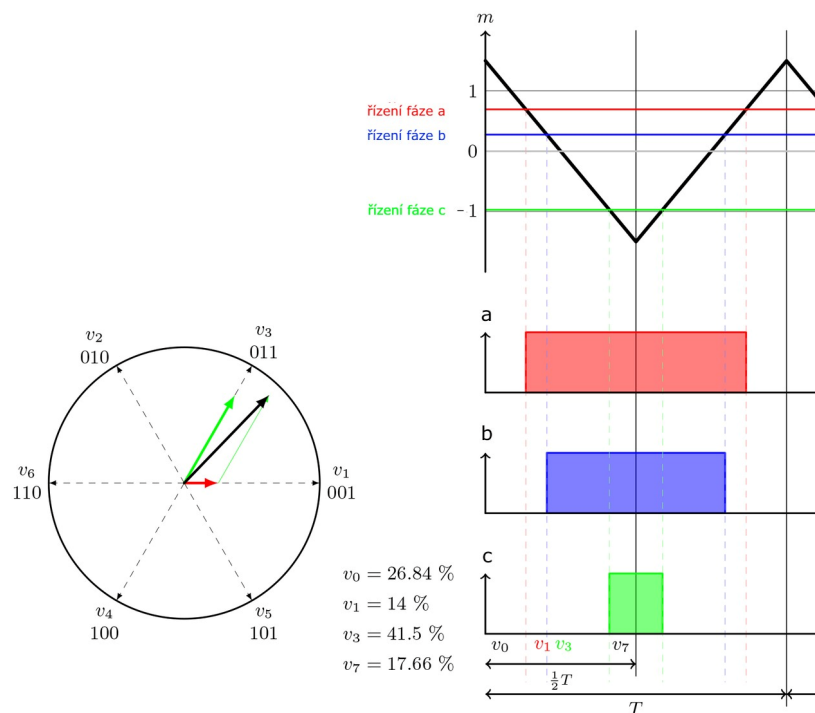 m
1
řízení fáze a
řízení fáze b
0
řízení fáze c
-1
a
b
c
v₀ v₁ v₃ v₇
½T
T
v₂
010
v₃
011
v₆
110
v₁
001
v₄
100
v₅
101
v₀ = 26.84 %
v₁ = 14 %
v₃ = 41.5 %
v₇ = 17.66 %